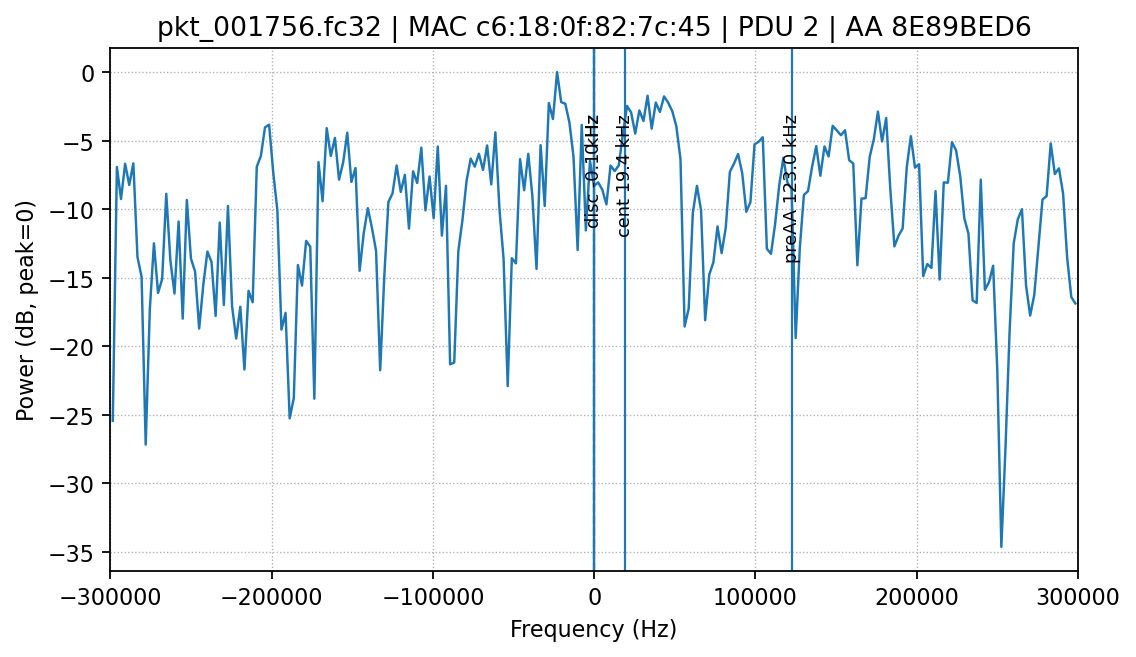 pkt_001756.fc32 | MAC c6:18:0f:82:7c:45 | PDU 2 | AA 8E89BED6
Power (dB, peak=0)
0
−5
−10
−15
−20
−25
−30
−35
disc
cent 19.4 kHz
preAA 123.0 kHz
−300000
−200000
−100000
0
100000
200000
300000
Frequency (Hz)